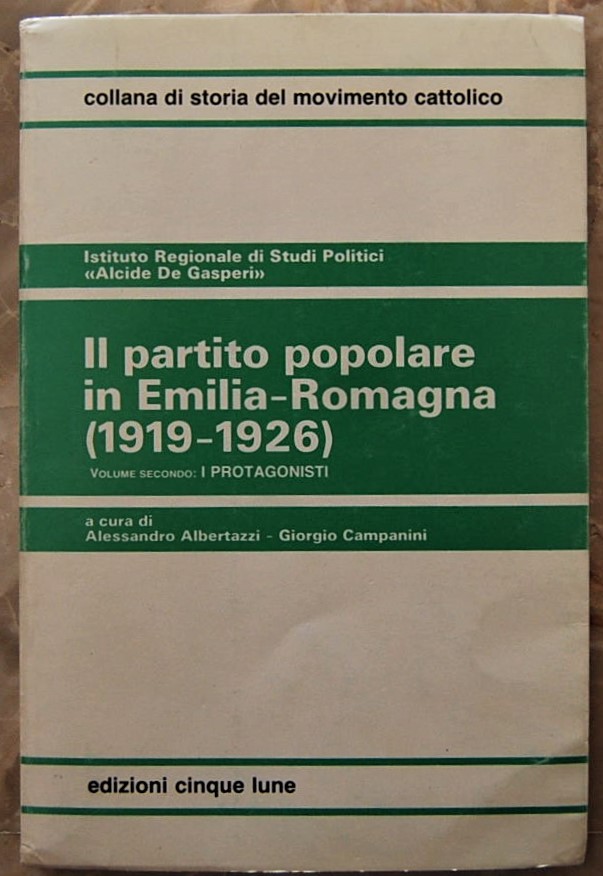 collana di storia del movimento cattolico
Istituto Regionale di Studi Politici
«Alcide De Gasperi»
Il partito popolare
in Emilia-Romagna
(1919-1926)
VOLUME SECONDO: I PROTAGONISTI
a cura di
Alessandro Albertazzi - Giorgio Campanini
edizioni cinque lune